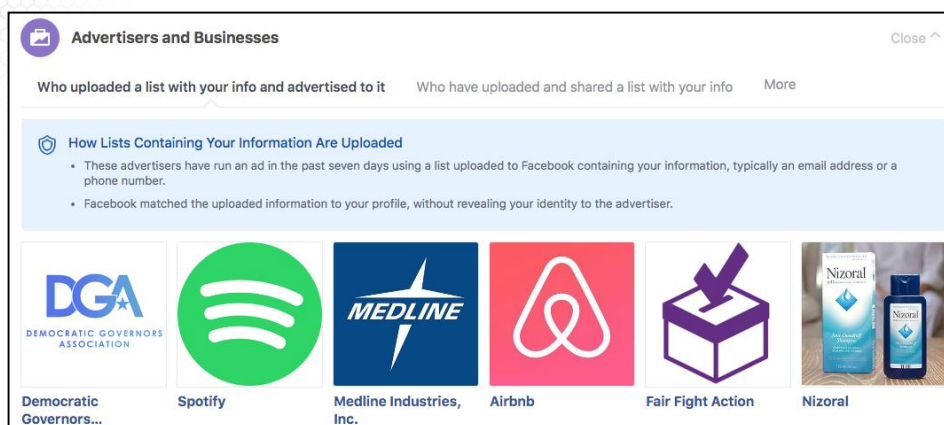 Advertisers and Businesses
Close
Who uploaded a list with your info and advertised to it
Who have uploaded and shared a list with your info
More
How Lists Containing Your Information Are Uploaded
• These advertisers have run an ad in the past seven days using a list uploaded to Facebook containing your information, typically an email address or a
phone number.
• Facebook matched the uploaded information to your profile, without revealing your identity to the advertiser.
DGA
DEMOCRATIC GOVERNORS
ASSOCIATION
MEDLINE
Nizoral
Nizoral
Democratic
Governors...
Spotify
Medline Industries,
Inc.
Airbnb
Fair Fight Action
Nizoral